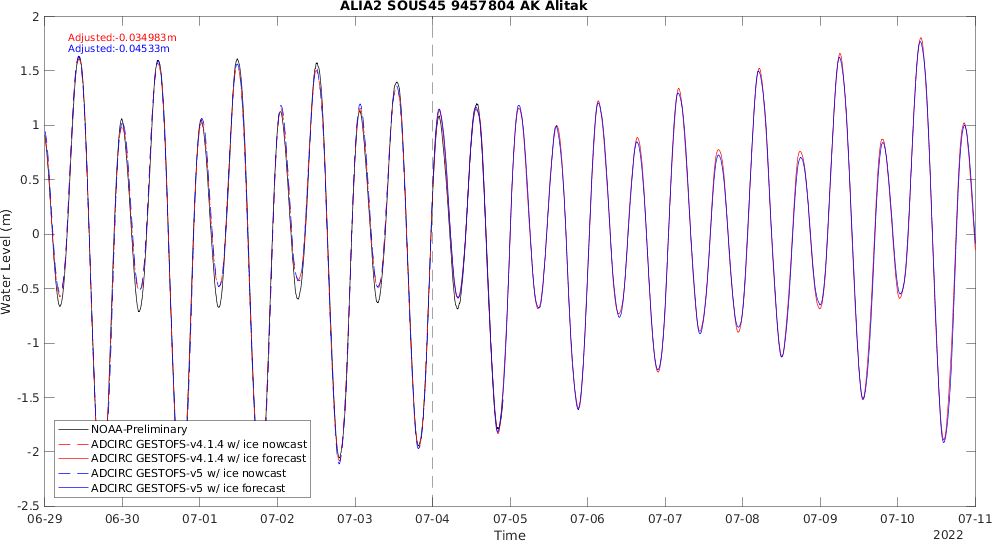 ALIA2 SOUS45 9457804 AK Alitak
Adjusted:-0.034983m
Adjusted:-0.04533m
2
1.5
1
0.5
0
-0.5
-1
-1.5
-2
-2.5
Water Level (m)
NOAA-Preliminary
ADCIRC GESTOFS-v4.1.4 w/ ice nowcast
ADCIRC GESTOFS-v4.1.4 w/ ice forecast
ADCIRC GESTOFS-v5 w/ ice nowcast
ADCIRC GESTOFS-v5 w/ ice forecast
06-29 06-30 07-01 07-02 07-03 07-04 07-05 07-06 07-07 07-08 07-09 07-10 07-11
Time
2022